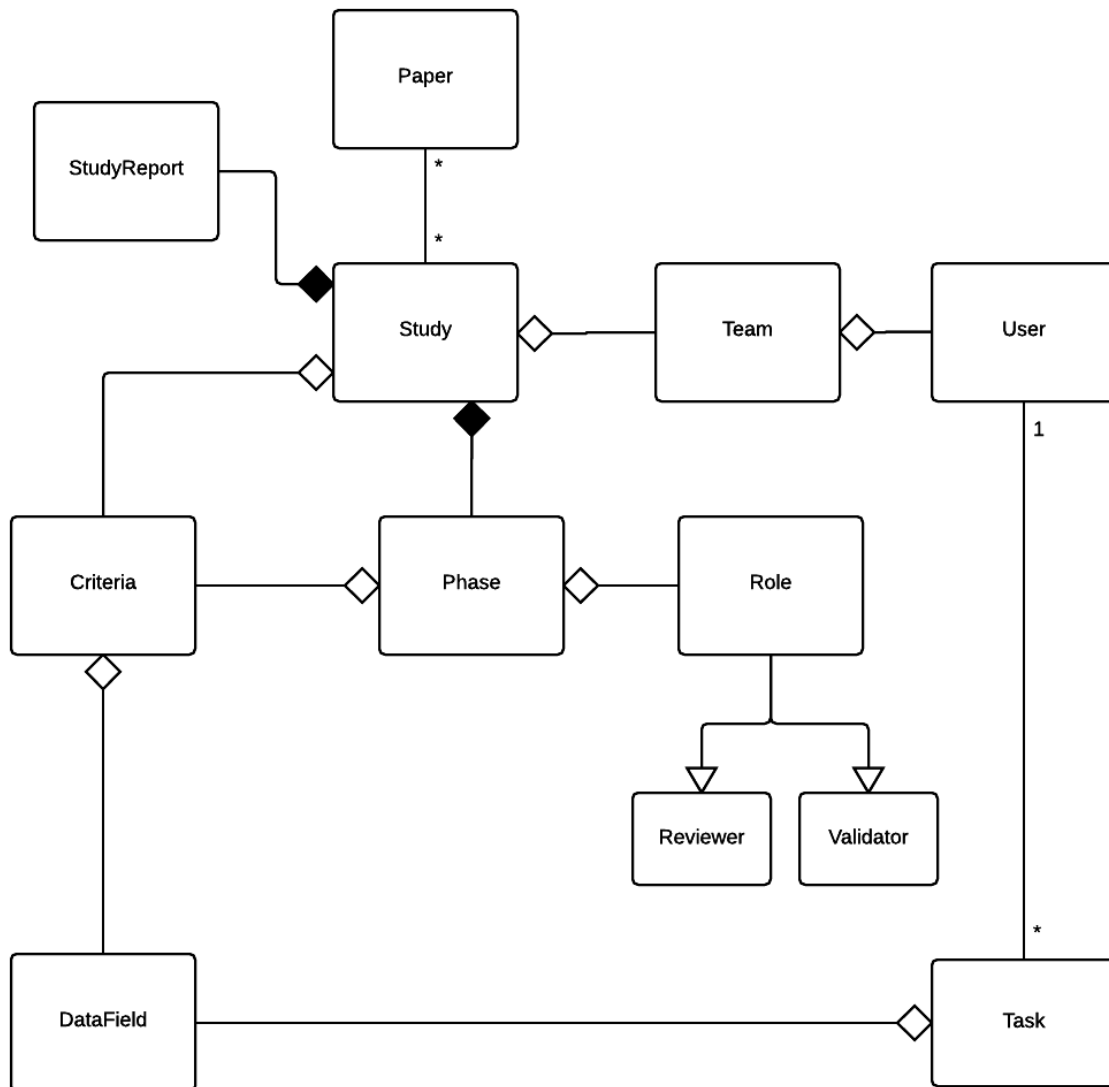 Paper
StudyReport
*
*
Study
Team
User
1
Criteria
Phase
Role
Reviewer
Validator
*
DataField
Task